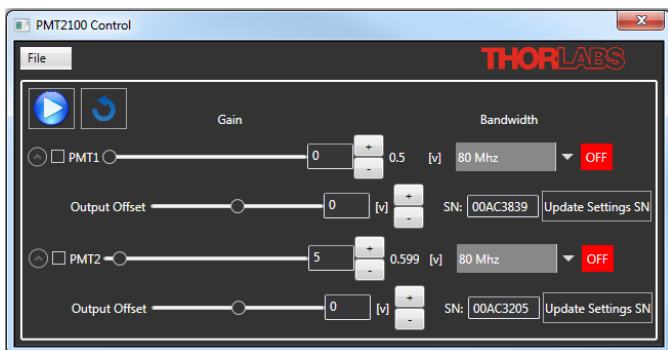 PMT2100 Control
File
THORLABS
Gain Bandwidth
PMT1 0 + - 0.5 [v] 80 Mhz OFF
Output Offset 0 [v] + - SN: 00AC3839 Update Settings SN
PMT2 5 + - 0.599 [v] 80 Mhz OFF
Output Offset 0 [v] + - SN: 00AC3205 Update Settings SN